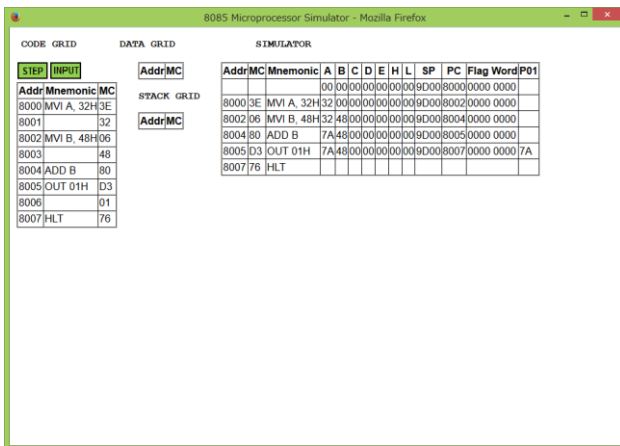 8085 Microprocessor Simulator - Mozilla Firefox
CODE GRID
STEP INPUT
Addr Mnemonic MC
8000 MVI A, 32H 3E
8001 32
8002 MVI B, 48H 06
8003 48
8004 ADD B 80
8005 OUT 01H D3
8006 01
8007 HLT 76
DATA GRID
Addr MC
STACK GRID
Addr MC
SIMULATOR
Addr MC Mnemonic A B C D E H L SP PC Flag Word P01
00 00 00 00 00 00 00 9D00 8000 0000 0000
8000 3E MVI A, 32H 32 00 00 00 00 00 00 9D00 8002 0000 0000
8002 06 MVI B, 48H 32 48 00 00 00 00 00 9D00 8004 0000 0000
8004 80 ADD B 7A 48 00 00 00 00 00 9D00 8005 0000 0000
8005 D3 OUT 01H 7A 48 00 00 00 00 00 9D00 8007 0000 0000 7A
8007 76 HLT